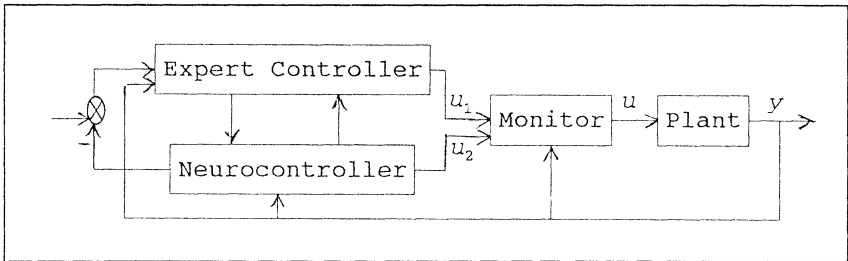 Expert Controller
u1
u
y
Monitor
Plant
-
u2
Neurocontroller